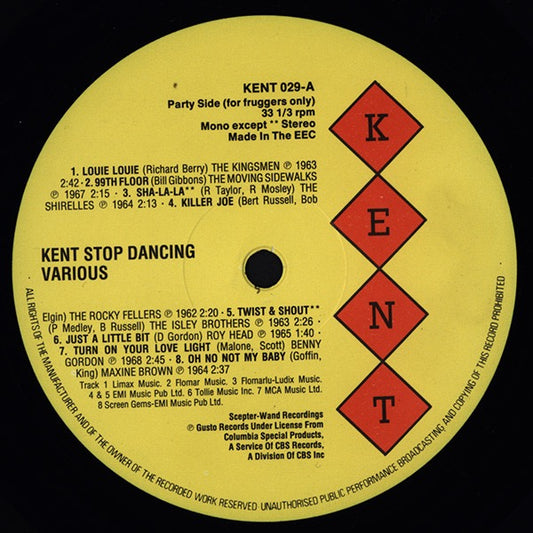 KENT 029-A
Party Side (for fruggers only)
33 1/3 rpm
Mono except ** Stereo
Made In The EEC
K
E
N
T
1. LOUIE LOUIE (Richard Berry) THE KINGSMEN ℗ 1963
2:42 · 2. 99TH FLOOR (Bill Gibbons) THE MOVING SIDEWALKS
℗ 1967 2:15 · 3. SHA-LA-LA** (R Taylor, R Mosley) THE
SHIRELLES ℗ 1964 2:13 · 4. KILLER JOE (Bert Russell, Bob
KENT STOP DANCING
VARIOUS
Elgin) THE ROCKY FELLERS ℗ 1962 2:20 · 5. TWIST & SHOUT**
(P Medley, B Russell) THE ISLEY BROTHERS ℗ 1963 2:26 ·
6. JUST A LITTLE BIT (D Gordon) ROY HEAD ℗ 1965 1:40 ·
7. TURN ON YOUR LOVE LIGHT (Malone, Scott) BENNY
GORDON ℗ 1968 2:45 · 8. OH NO NOT MY BABY (Goffin,
King) MAXINE BROWN ℗ 1964 2:37
Track 1 Limax Music. 2 Flomar Music. 3 Flomarlu-Ludix Music.
4 & 5 EMI Music Pub Ltd. 6 Tollie Music Inc. 7 MCA Music Ltd.
8 Screen Gems-EMI Music Pub Ltd.
Scepter-Wand Recordings
℗ Gusto Records Under License From
Columbia Special Products,
A Service Of CBS Records,
A Division Of CBS Inc
ALL RIGHTS OF THE MANUFACTURER AND OF THE OWNER OF THE RECORDED WORK RESERVED UNAUTHORISED PUBLIC PERFORMANCE BROADCASTING AND COPYING OF THIS RECORD PROHIBITED